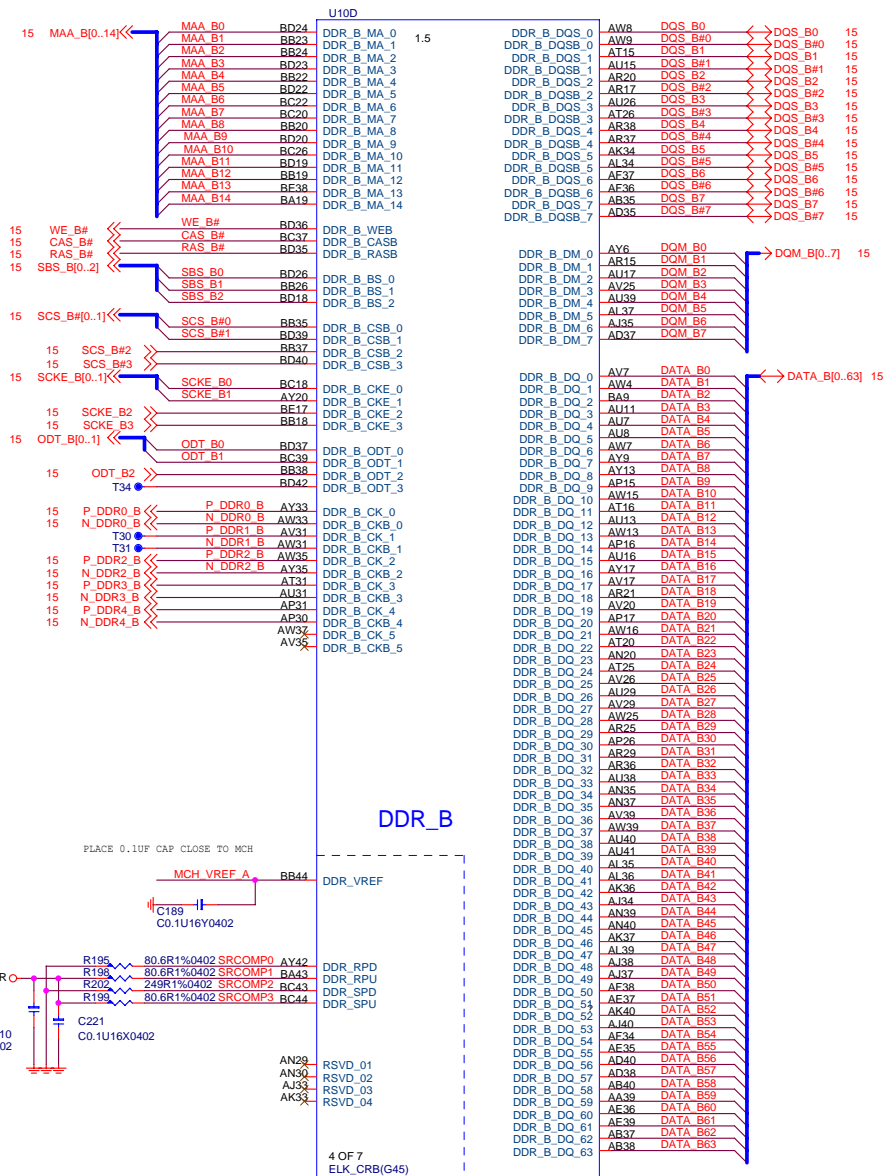 U10D
1.5
15 MAA_B[0..14] MAA_B0 BD24 DDR_B_MA_0
MAA_B1 BB23 DDR_B_MA_1
MAA_B2 BB24 DDR_B_MA_2
MAA_B3 BD23 DDR_B_MA_3
MAA_B4 BB22 DDR_B_MA_4
MAA_B5 BD22 DDR_B_MA_5
MAA_B6 BC22 DDR_B_MA_6
MAA_B7 BC20 DDR_B_MA_7
MAA_B8 BB20 DDR_B_MA_8
MAA_B9 BD20 DDR_B_MA_9
MAA_B10 BC26 DDR_B_MA_10
MAA_B11 BD19 DDR_B_MA_11
MAA_B12 BB19 DDR_B_MA_12
MAA_B13 BE38 DDR_B_MA_13
MAA_B14 BA19 DDR_B_MA_14
15 WE_B# WE_B# BD36 DDR_B_WEB
15 CAS_B# CAS_B# BC37 DDR_B_CASB
15 RAS_B# RAS_B# BD35 DDR_B_RASB
15 SBS_B[0..2] SBS_B0 BD26 DDR_B_BS_0
SBS_B1 BB26 DDR_B_BS_1
SBS_B2 BD18 DDR_B_BS_2
15 SCS_B#[0..1] SCS_B#0 BB35 DDR_B_CSB_0
SCS_B#1 BD39 DDR_B_CSB_1
15 SCS_B#2 BB37 DDR_B_CSB_2
15 SCS_B#3 BD40 DDR_B_CSB_3
15 SCKE_B[0..1] SCKE_B0 BC18 DDR_B_CKE_0
SCKE_B1 AY20 DDR_B_CKE_1
15 SCKE_B2 BE17 DDR_B_CKE_2
15 SCKE_B3 BB18 DDR_B_CKE_3
15 ODT_B[0..1] ODT_B0 BD37 DDR_B_ODT_0
ODT_B1 BC39 DDR_B_ODT_1
15 ODT_B2 BB38 DDR_B_ODT_2
T34 BD42 DDR_B_ODT_3
15 P_DDR0_B P_DDR0_B AY33 DDR_B_CK_0
15 N_DDR0_B N_DDR0_B AW33 DDR_B_CKB_0
T30 P_DDR1_B AV31 DDR_B_CK_1
T31 N_DDR1_B AW31 DDR_B_CKB_1
15 P_DDR2_B P_DDR2_B AW35 DDR_B_CK_2
15 N_DDR2_B N_DDR2_B AY35 DDR_B_CKB_2
15 P_DDR3_B AT31 DDR_B_CK_3
15 N_DDR3_B AU31 DDR_B_CKB_3
15 P_DDR4_B AP31 DDR_B_CK_4
15 N_DDR4_B AP30 DDR_B_CKB_4
AW37 DDR_B_CK_5
AV35 DDR_B_CKB_5
DDR_B
PLACE 0.1UF CAP CLOSE TO MCH
MCH_VREF_A BB44 DDR_VREF
C189
C0.1U16Y0402
R195 80.6R1%0402 SRCOMP0 AY42 DDR_RPD
R R198 80.6R1%0402 SRCOMP1 BA43 DDR_RPU
R202 249R1%0402 SRCOMP2 BC43 DDR_SPD
R199 80.6R1%0402 SRCOMP3 BC44 DDR_SPU
10
02
C221
C0.1U16X0402
AN29 RSVD_01
AN30 RSVD_02
AJ33 RSVD_03
AK33 RSVD_04
4 OF 7
ELK_CRB(G45)
DDR_B_DQS_0 AW8 DQS_B0 DQS_B0 15
DDR_B_DQSB_0 AW9 DQS_B#0 DQS_B#0 15
DDR_B_DQS_1 AT15 DQS_B1 DQS_B1 15
DDR_B_DQSB_1 AU15 DQS_B#1 DQS_B#1 15
DDR_B_DQS_2 AR20 DQS_B2 DQS_B2 15
DDR_B_DQSB_2 AR17 DQS_B#2 DQS_B#2 15
DDR_B_DQS_3 AU26 DQS_B3 DQS_B3 15
DDR_B_DQSB_3 AT26 DQS_B#3 DQS_B#3 15
DDR_B_DQS_4 AR38 DQS_B4 DQS_B4 15
DDR_B_DQSB_4 AR37 DQS_B#4 DQS_B#4 15
DDR_B_DQS_5 AK34 DQS_B5 DQS_B5 15
DDR_B_DQSB_5 AL34 DQS_B#5 DQS_B#5 15
DDR_B_DQS_6 AF37 DQS_B6 DQS_B6 15
DDR_B_DQSB_6 AF36 DQS_B#6 DQS_B#6 15
DDR_B_DQS_7 AB35 DQS_B7 DQS_B7 15
DDR_B_DQSB_7 AD35 DQS_B#7 DQS_B#7 15
DDR_B_DM_0 AY6 DQM_B0 DQM_B[0..7] 15
DDR_B_DM_1 AR15 DQM_B1
DDR_B_DM_2 AU17 DQM_B2
DDR_B_DM_3 AV25 DQM_B3
DDR_B_DM_4 AU39 DQM_B4
DDR_B_DM_5 AL37 DQM_B5
DDR_B_DM_6 AJ35 DQM_B6
DDR_B_DM_7 AD37 DQM_B7
DDR_B_DQ_0 AV7 DATA_B0 DATA_B[0..63] 15
DDR_B_DQ_1 AW4 DATA_B1
DDR_B_DQ_2 BA9 DATA_B2
DDR_B_DQ_3 AU11 DATA_B3
DDR_B_DQ_4 AU7 DATA_B4
DDR_B_DQ_5 AU8 DATA_B5
DDR_B_DQ_6 AW7 DATA_B6
DDR_B_DQ_7 AY9 DATA_B7
DDR_B_DQ_8 AY13 DATA_B8
DDR_B_DQ_9 AP15 DATA_B9
DDR_B_DQ_10 AW15 DATA_B10
DDR_B_DQ_11 AT16 DATA_B11
DDR_B_DQ_12 AU13 DATA_B12
DDR_B_DQ_13 AW13 DATA_B13
DDR_B_DQ_14 AP16 DATA_B14
DDR_B_DQ_15 AU16 DATA_B15
DDR_B_DQ_16 AY17 DATA_B16
DDR_B_DQ_17 AV17 DATA_B17
DDR_B_DQ_18 AR21 DATA_B18
DDR_B_DQ_19 AV20 DATA_B19
DDR_B_DQ_20 AP17 DATA_B20
DDR_B_DQ_21 AW16 DATA_B21
DDR_B_DQ_22 AT20 DATA_B22
DDR_B_DQ_23 AN20 DATA_B23
DDR_B_DQ_24 AT25 DATA_B24
DDR_B_DQ_25 AV26 DATA_B25
DDR_B_DQ_26 AU29 DATA_B26
DDR_B_DQ_27 AV29 DATA_B27
DDR_B_DQ_28 AW25 DATA_B28
DDR_B_DQ_29 AR25 DATA_B29
DDR_B_DQ_30 AP26 DATA_B30
DDR_B_DQ_31 AR29 DATA_B31
DDR_B_DQ_32 AR36 DATA_B32
DDR_B_DQ_33 AU38 DATA_B33
DDR_B_DQ_34 AN35 DATA_B34
DDR_B_DQ_35 AN37 DATA_B35
DDR_B_DQ_36 AV39 DATA_B36
DDR_B_DQ_37 AW39 DATA_B37
DDR_B_DQ_38 AU40 DATA_B38
DDR_B_DQ_39 AU41 DATA_B39
DDR_B_DQ_40 AL35 DATA_B40
DDR_B_DQ_41 AL36 DATA_B41
DDR_B_DQ_42 AK36 DATA_B42
DDR_B_DQ_43 AJ34 DATA_B43
DDR_B_DQ_44 AN39 DATA_B44
DDR_B_DQ_45 AN40 DATA_B45
DDR_B_DQ_46 AK37 DATA_B46
DDR_B_DQ_47 AL39 DATA_B47
DDR_B_DQ_48 AJ38 DATA_B48
DDR_B_DQ_49 AJ37 DATA_B49
DDR_B_DQ_50 AF38 DATA_B50
DDR_B_DQ_51 AE37 DATA_B51
DDR_B_DQ_52 AK40 DATA_B52
DDR_B_DQ_53 AJ40 DATA_B53
DDR_B_DQ_54 AF34 DATA_B54
DDR_B_DQ_55 AE35 DATA_B55
DDR_B_DQ_56 AD40 DATA_B56
DDR_B_DQ_57 AD38 DATA_B57
DDR_B_DQ_58 AB40 DATA_B58
DDR_B_DQ_59 AA39 DATA_B59
DDR_B_DQ_60 AE36 DATA_B60
DDR_B_DQ_61 AE39 DATA_B61
DDR_B_DQ_62 AB37 DATA_B62
DDR_B_DQ_63 AB38 DATA_B63